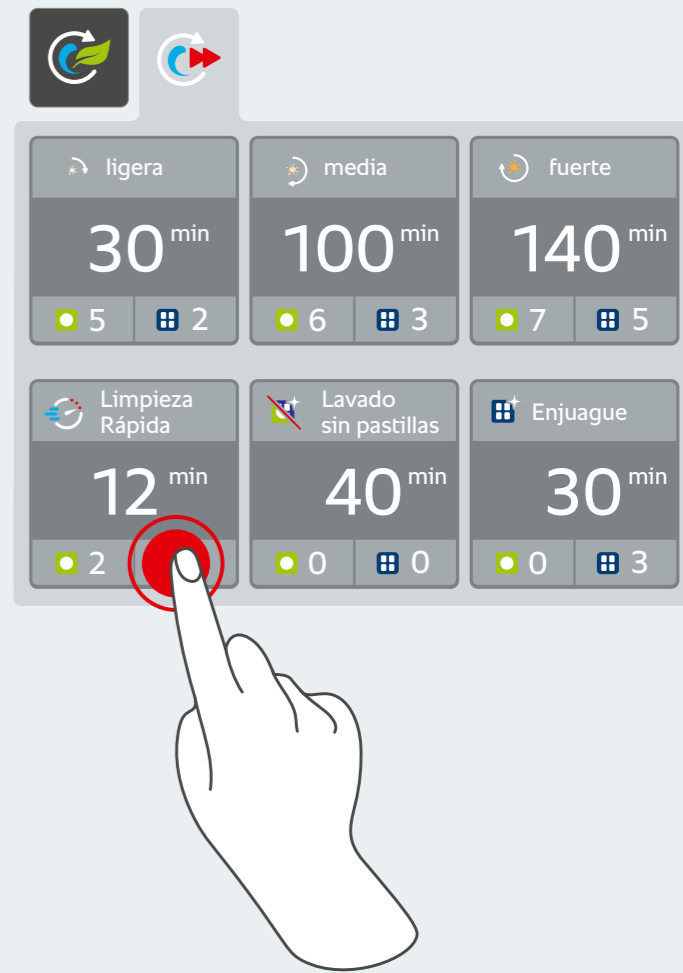 ligera
media
fuerte
30 min
100 min
140 min
5
2
6
3
7
5
Limpieza
Rápida
Lavado
sin pastillas
Enjuague
12 min
40 min
30 min
2
0
0
0
3